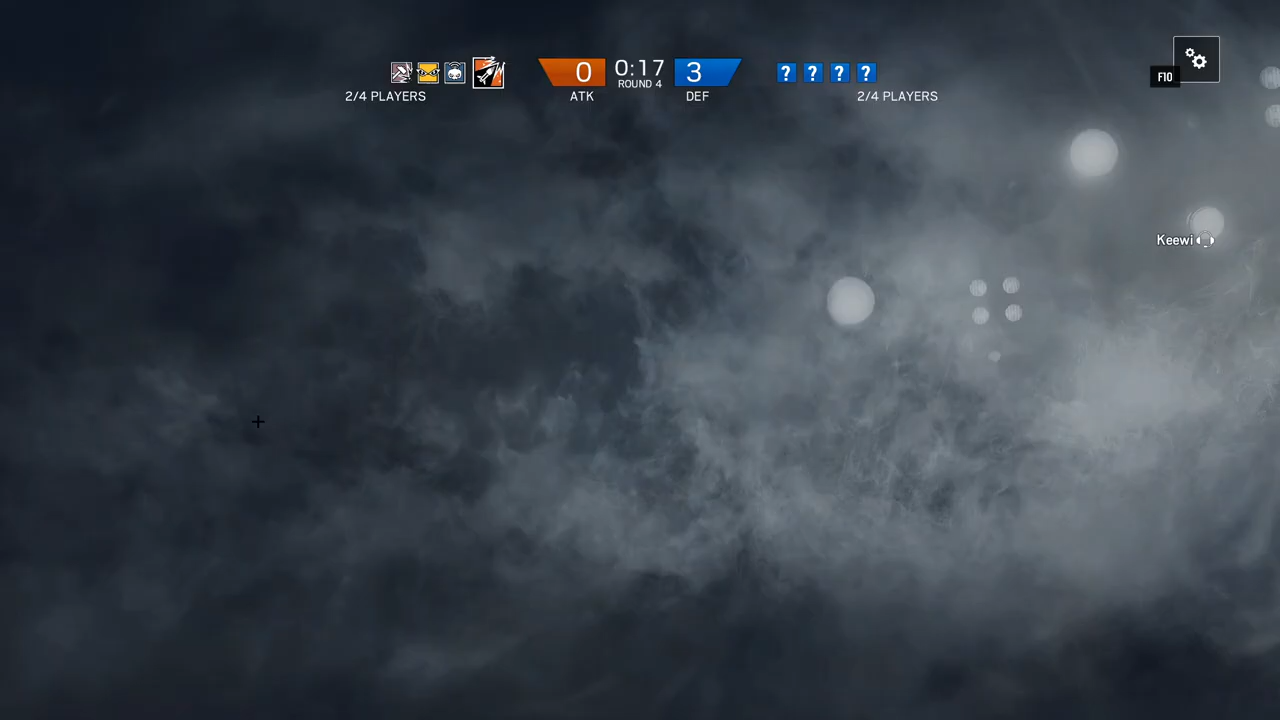 0 0:17 3 ? ? ? ?
ROUND 4
2/4 PLAYERS ATK DEF 2/4 PLAYERS
F10
Keewi